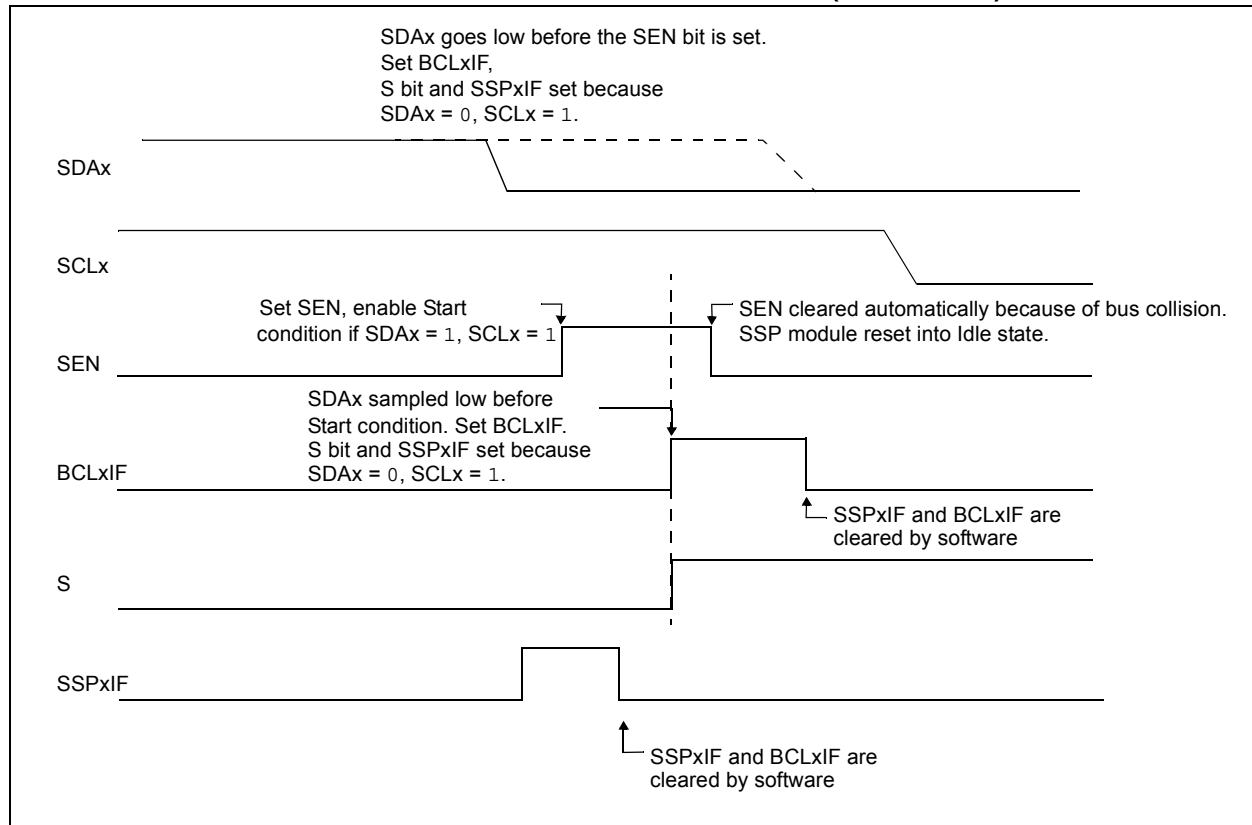 SDAx goes low before the SEN bit is set.
Set BCLxIF,
S bit and SSPxIF set because
SDAx = 0, SCLx = 1.
SDAx
SCLx
Set SEN, enable Start
condition if SDAx = 1, SCLx = 1
SEN cleared automatically because of bus collision.
SSP module reset into Idle state.
SEN
SDAx sampled low before
Start condition. Set BCLxIF.
S bit and SSPxIF set because
SDAx = 0, SCLx = 1.
BCLxIF
SSPxIF and BCLxIF are
cleared by software
S
SSPxIF
SSPxIF and BCLxIF are
cleared by software